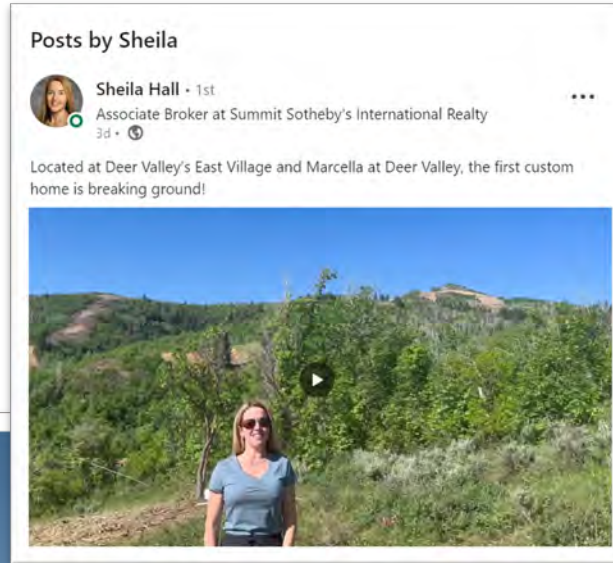 Posts by Sheila
Sheila Hall • 1st
Associate Broker at Summit Sotheby's International Realty
3d •
Located at Deer Valley's East Village and Marcella at Deer Valley, the first custom
home is breaking ground!